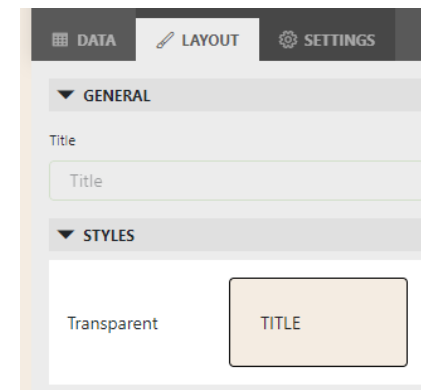 DATA LAYOUT SETTINGS
GENERAL
Title
Title
STYLES
Transparent TITLE